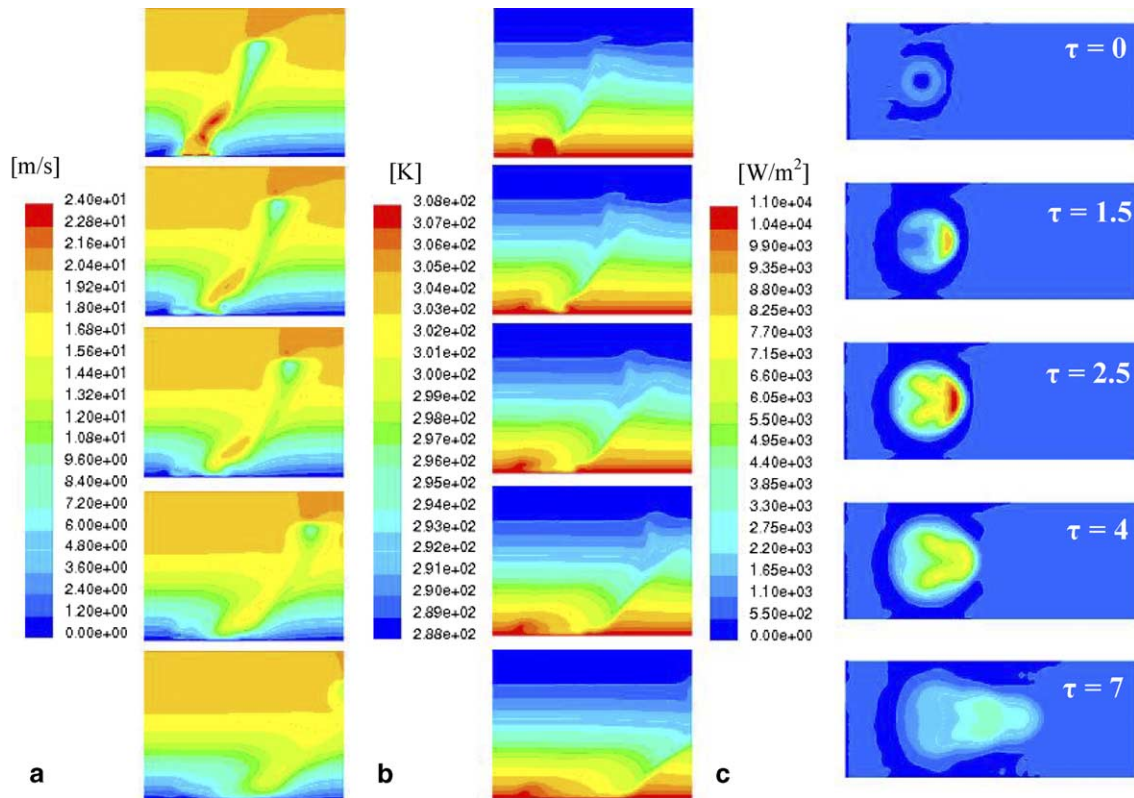 [m/s]
2.40e+01
2.28e+01
2.16e+01
2.04e+01
1.92e+01
1.80e+01
1.68e+01
1.56e+01
1.44e+01
1.32e+01
1.20e+01
1.08e+01
9.60e+00
8.40e+00
7.20e+00
6.00e+00
4.80e+00
3.60e+00
2.40e+00
1.20e+00
0.00e+00
a
[K]
3.08e+02
3.07e+02
3.06e+02
3.05e+02
3.04e+02
3.03e+02
3.02e+02
3.01e+02
3.00e+02
2.99e+02
2.98e+02
2.97e+02
2.96e+02
2.95e+02
2.94e+02
2.93e+02
2.92e+02
2.91e+02
2.90e+02
2.89e+02
2.88e+02
b
[W/m²]
1.10e+04
1.04e+04
9.90e+03
9.35e+03
8.80e+03
8.25e+03
7.70e+03
7.15e+03
6.60e+03
6.05e+03
5.50e+03
4.95e+03
4.40e+03
3.85e+03
3.30e+03
2.75e+03
2.20e+03
1.65e+03
1.10e+03
5.50e+02
0.00e+00
c
τ = 0
τ = 1.5
τ = 2.5
τ = 4
τ = 7